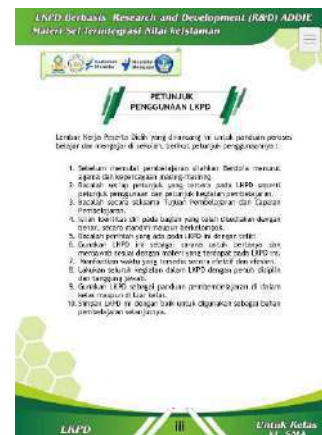 LKPD Berbasis Research and Development (R&D) ADDIE
Materi Sel Terintegrasi Nilai keislaman
PETUNJUK
PENGGUNAAN LKPD
Lembar Kerja Peserta Didik yang dirancang ini untuk panduan proses
belajar dan mengajar di sekolah, berikut petunjuk penggunaannya :
1. Sebelum memulai pembelajaran silahkan Berdo'a menurut
agama dan kepercayaan masing-masing
2. Bacalah setiap petunjuk yang tertera pada LKPD seperti
petunjuk penggunaan dan petunjuk kegiatan pembelajaran.
3. Bacalah secara seksama Tujuan Pembelajaran dan Capaian
Pembelajaran.
4. Isilah identitas diri pada bagian yang telah disediakan dengan
benar, secara mandiri maupun berkelompok.
5. Bacalah perintah yang ada pada LKPD ini dengan teliti
6. Gunakan LKPD ini sebagai sarana untuk bertanya dan
menjawab sesuai dengan materi yang terdapat pada LKPD ini.
7. Manfaatkan waktu yang tersedia secara efektif dan efisien.
8. Lakukan seluruh kegiatan dalam LKPD dengan penuh disiplin
dan tanggung jawab.
9. Gunakan LKPD sebagai panduan pembelajaran di dalam
kelas maupun di luar kelas.
10. Simpan LKPD ini dengan baik untuk digunakan sebagai bahan
pembelajaran selanjutnya.
LKPD
iii
Untuk Kelas
XI SMA